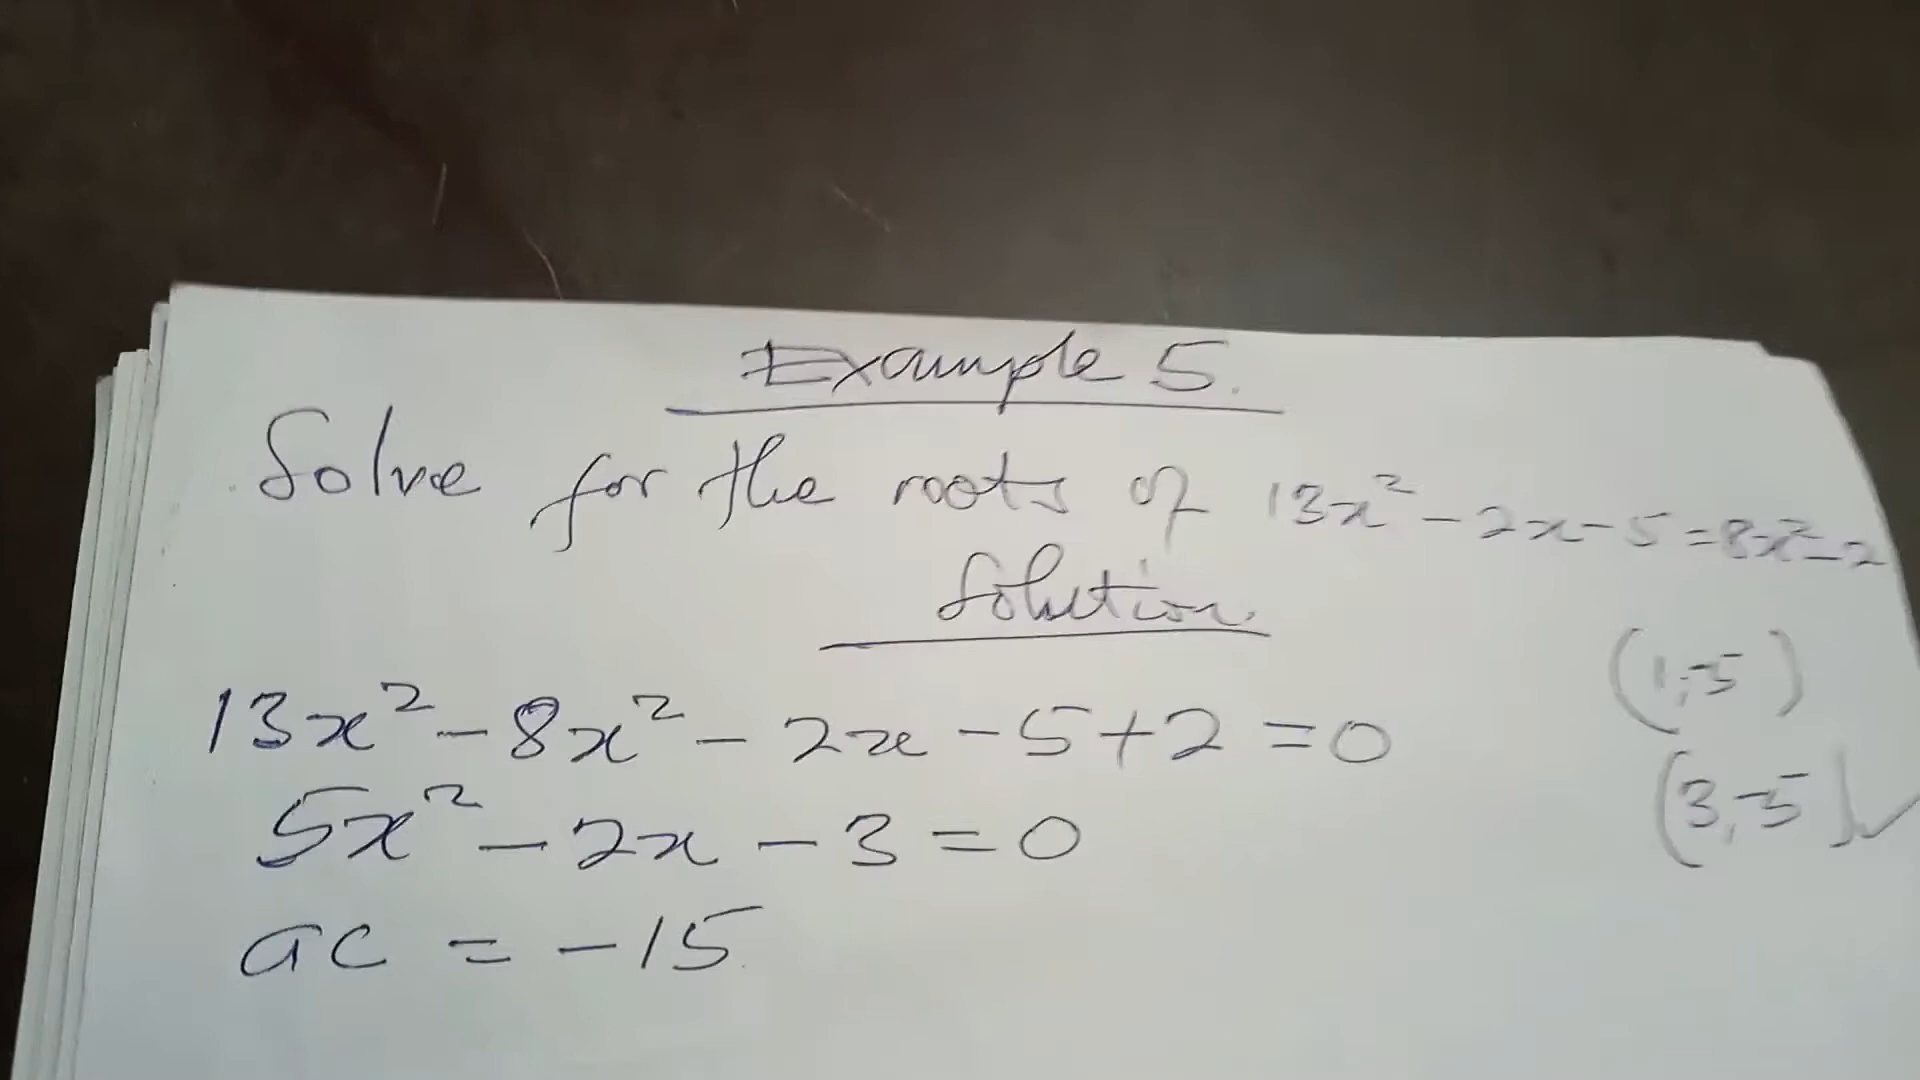 Example 5.
Solve for the roots of 13x² - 2x - 5 = 8x² - 2
Solution
13x² - 8x² - 2x - 5 + 2 = 0
(1, -5)
5x² - 2x - 3 = 0
(3, -5) ✓
ac = -15